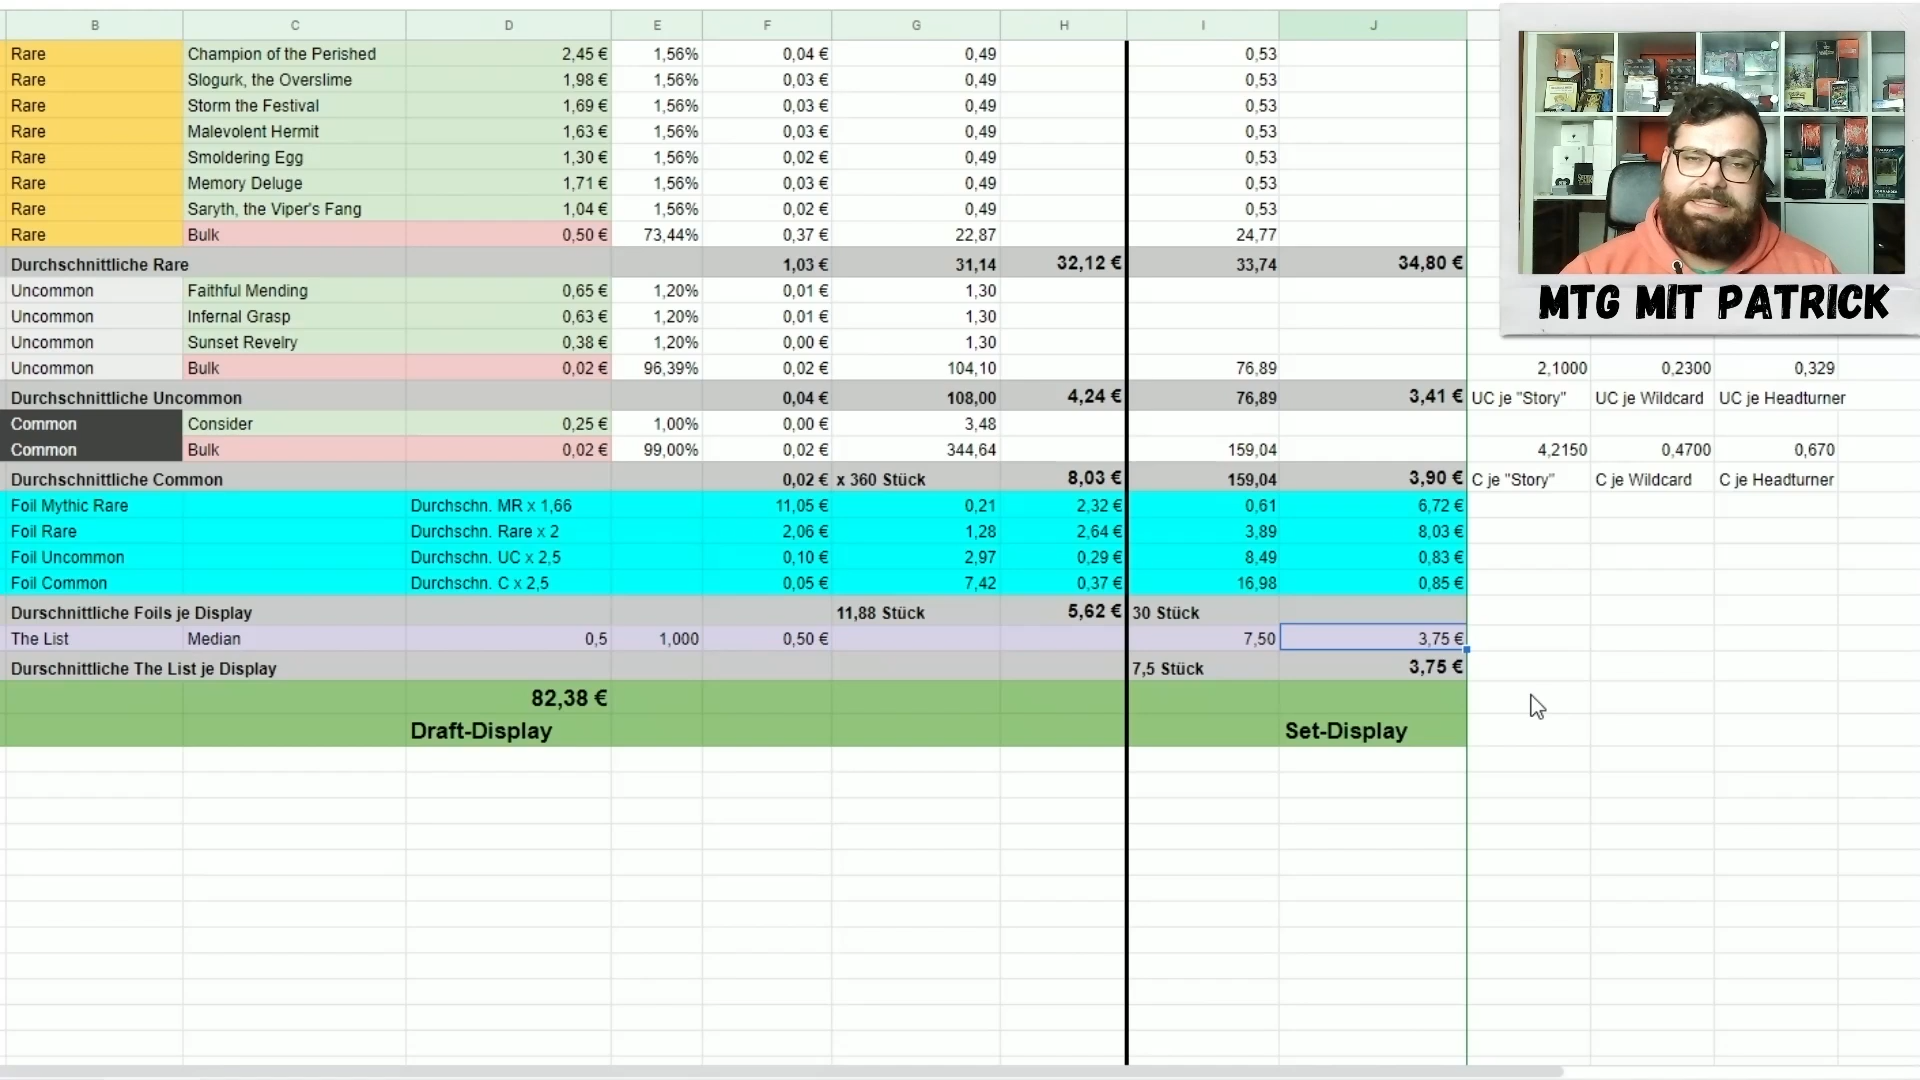 B C D E F G H I J
Rare Champion of the Perished 2,45 € 1,56% 0,04 € 0,49 0,53
Rare Slogurk, the Overslime 1,98 € 1,56% 0,03 € 0,49 0,53
Rare Storm the Festival 1,69 € 1,56% 0,03 € 0,49 0,53
Rare Malevolent Hermit 1,63 € 1,56% 0,03 € 0,49 0,53
Rare Smoldering Egg 1,30 € 1,56% 0,02 € 0,49 0,53
Rare Memory Deluge 1,71 € 1,56% 0,03 € 0,49 0,53
Rare Saryth, the Viper's Fang 1,04 € 1,56% 0,02 € 0,49 0,53
Rare Bulk 0,50 € 73,44% 0,37 € 22,87 24,77
Durchschnittliche Rare 1,03 € 31,14 32,12 € 33,74 34,80 €
Uncommon Faithful Mending 0,65 € 1,20% 0,01 € 1,30
MTG MIT PATRICK
Uncommon Infernal Grasp 0,63 € 1,20% 0,01 € 1,30
Uncommon Sunset Revelry 0,38 € 1,20% 0,00 € 1,30
Uncommon Bulk 0,02 € 96,39% 0,02 € 104,10 76,89 2,1000 0,2300 0,329
Durchschnittliche Uncommon 0,04 € 108,00 4,24 € 76,89 3,41 € UC je "Story" UC je Wildcard UC je Headturner
Common Consider 0,25 € 1,00% 0,00 € 3,48
Common Bulk 0,02 € 99,00% 0,02 € 344,64 159,04 4,2150 0,4700 0,670
Durchschnittliche Common 0,02 € x 360 Stück 8,03 € 159,04 3,90 € C je "Story" C je Wildcard C je Headturner
Foil Mythic Rare Durchschn. MR x 1,66 11,05 € 0,21 2,32 € 0,61 6,72 €
Foil Rare Durchschn. Rare x 2 2,06 € 1,28 2,64 € 3,89 8,03 €
Foil Uncommon Durchschn. UC x 2,5 0,10 € 2,97 0,29 € 8,49 0,83 €
Foil Common Durchschn. C x 2,5 0,05 € 7,42 0,37 € 16,98 0,85 €
Durschnittliche Foils je Display 11,88 Stück 5,62 € 30 Stück
The List Median 0,5 1,000 0,50 € 7,50 3,75 €
Durschnittliche The List je Display 7,5 Stück 3,75 €
82,38 €
Draft-Display Set-Display